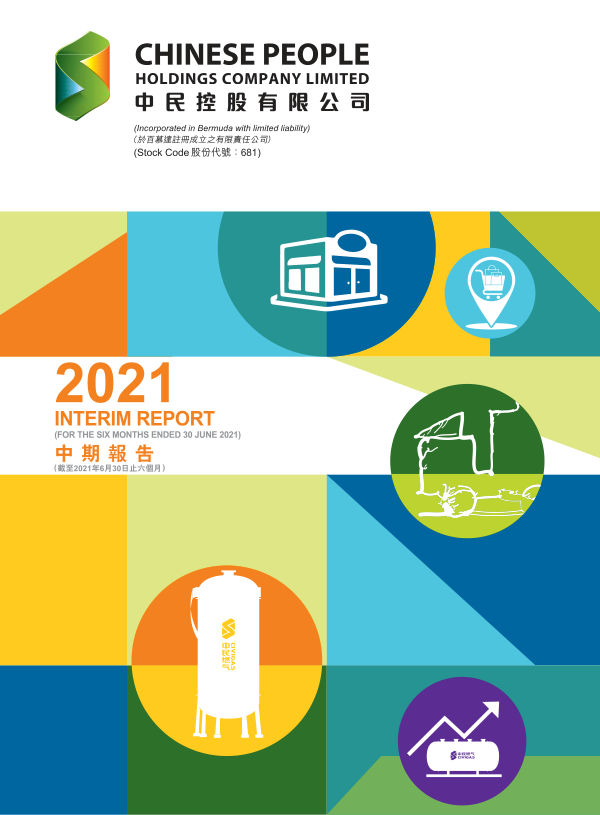 CHINESE PEOPLE
HOLDINGS COMPANY LIMITED
中民控股有限公司
(Incorporated in Bermuda with limited liability)
（於百慕達註冊成立之有限責任公司）
(Stock Code 股份代號：681)
2021
INTERIM REPORT
(FOR THE SIX MONTHS ENDED 30 JUNE 2021)
中期報告
（截至2021年6月30日止六個月）